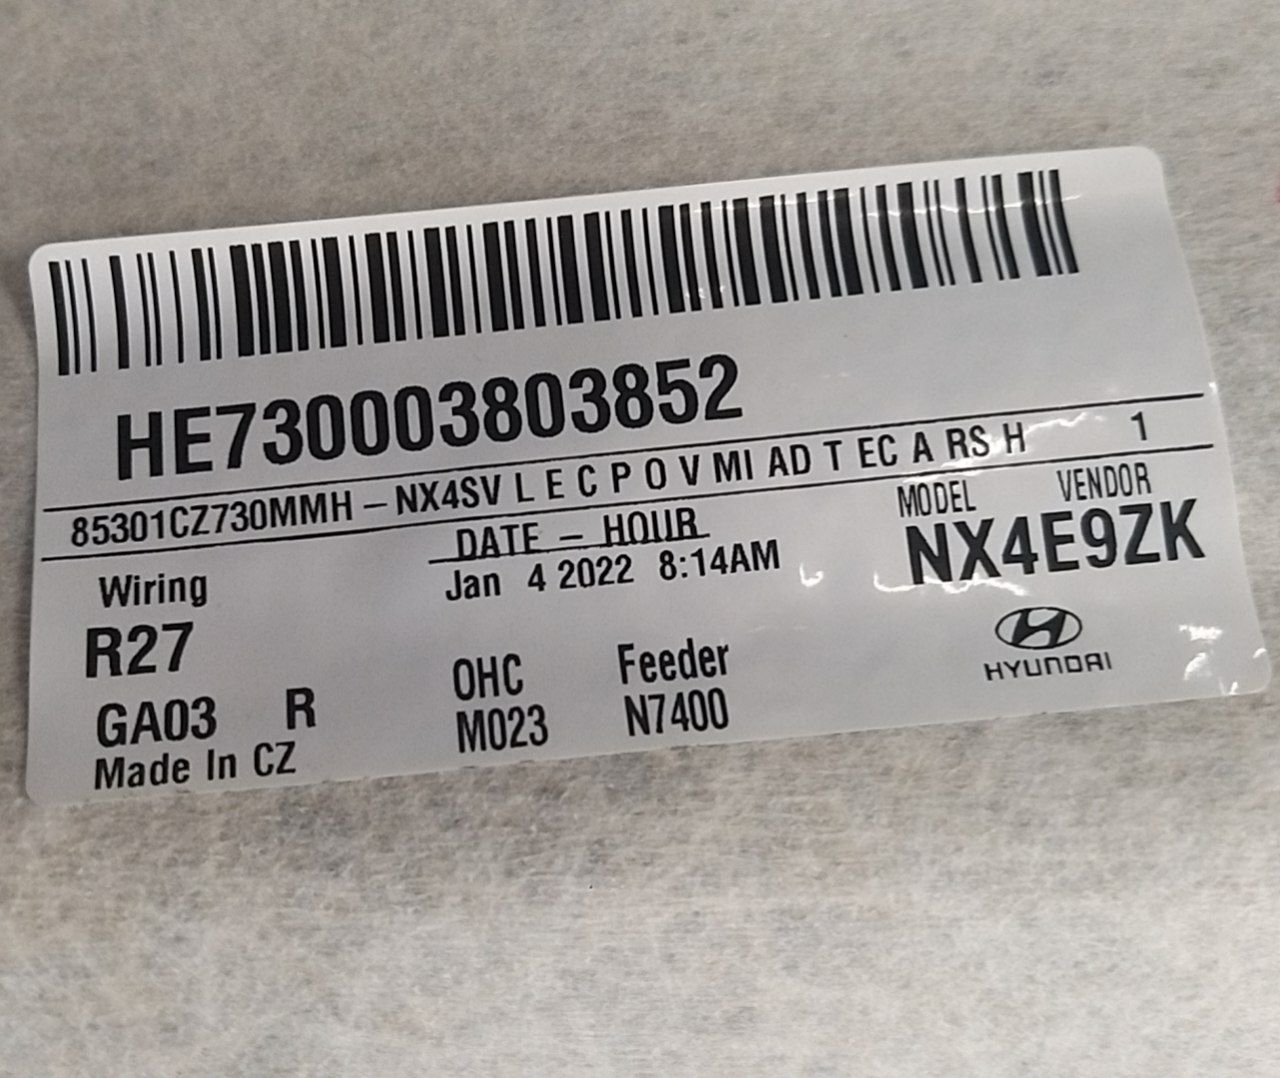 HE730003803852
85301CZ730MMH – NX4SV L E C P O V MI AD T EC A RS H 1
DATE – HOUR MODEL VENDOR
Wiring Jan 4 2022 8:14AM NX4E9ZK
R27 OHC Feeder HYUNDAI
GA03 R M023 N7400
Made In CZ